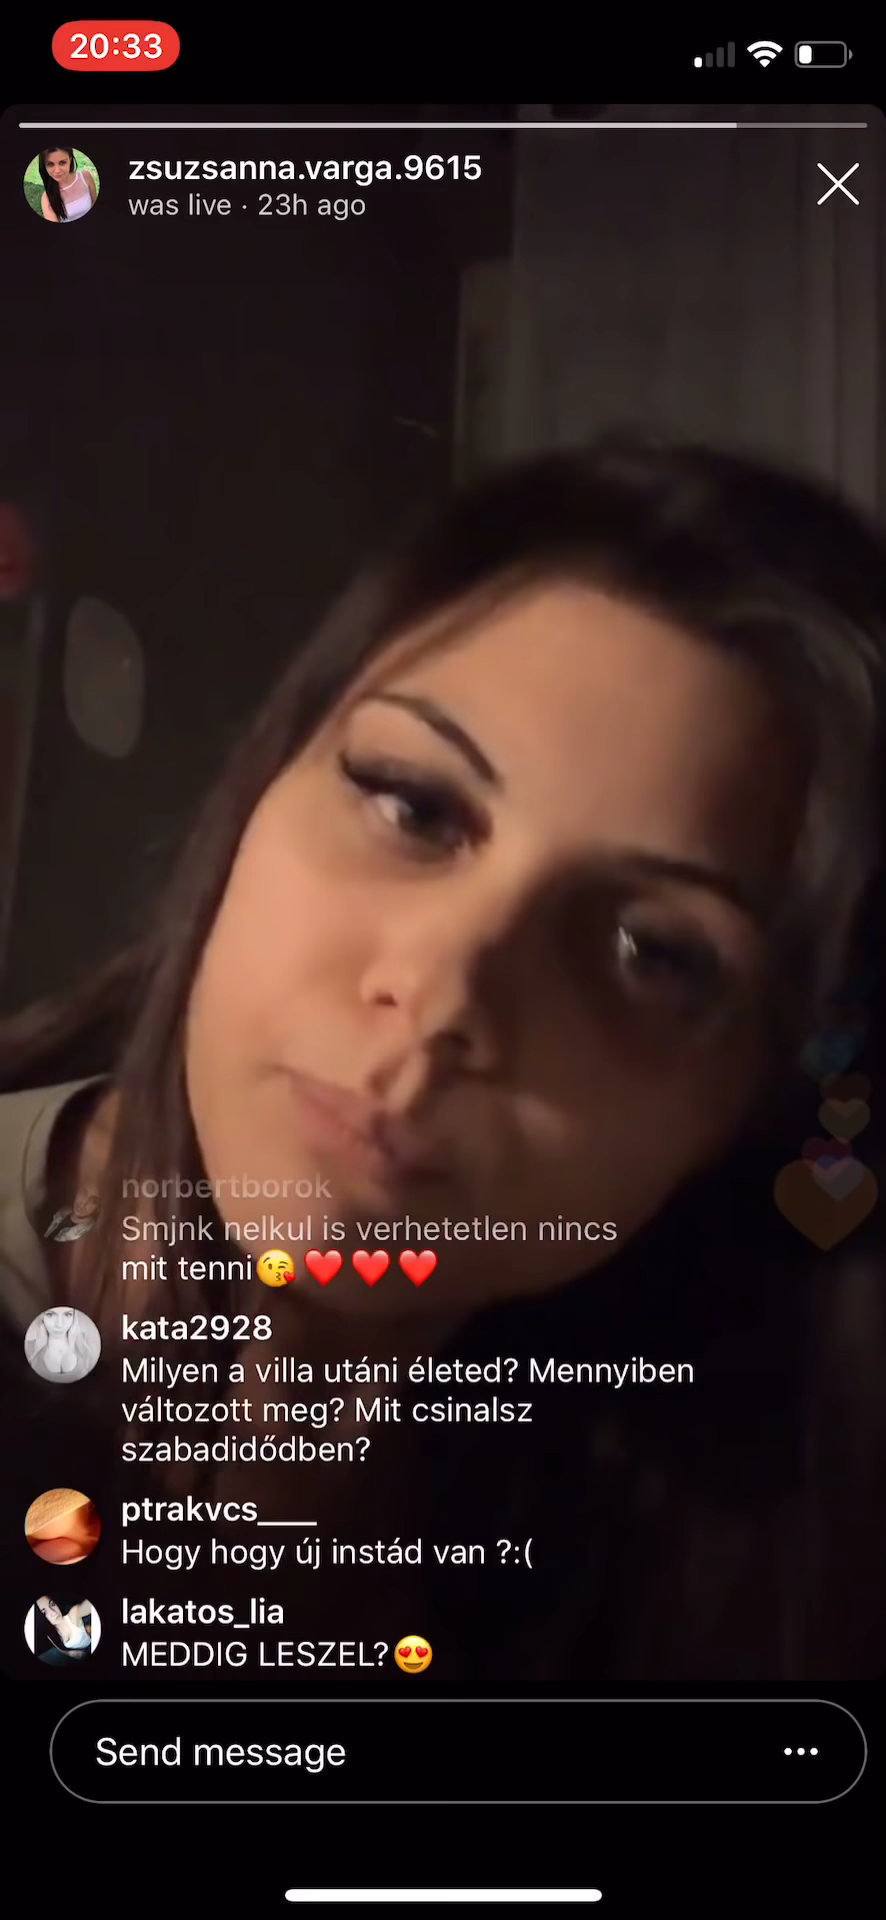 20:33
zsuzsanna.varga.9615
was live · 23h ago
norbertborok
Smjnk nelkul is verhetetlen nincs
mit tenni😘❤️❤️❤️
kata2928
Milyen a villa utáni életed? Mennyiben
változott meg? Mit csinalsz
szabadidődben?
ptrakvcs____
Hogy hogy új instád van ?:(
lakatos_lia
MEDDIG LESZEL?😍
Send message